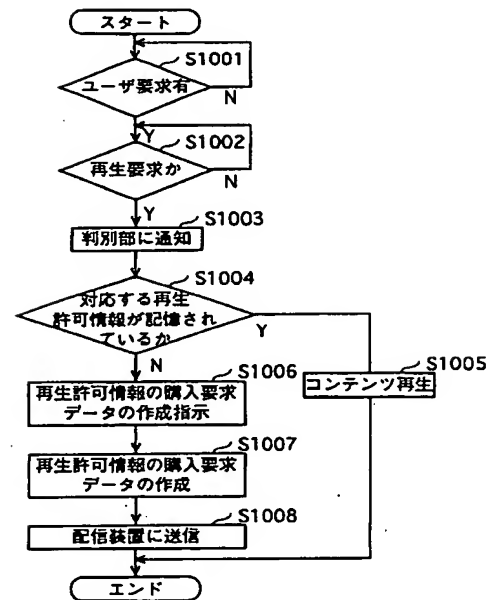 スタート
S1001
ユーザ要求有
N
Y
S1002
再生要求か
N
Y
S1003
判別部に通知
S1004
対応する再生
許可情報が記憶され
ているか
Y
N
S1005
コンテンツ再生
S1006
再生許可情報の購入要求
データの作成指示
S1007
再生許可情報の購入要求
データの作成
S1008
配信装置に送信
エンド